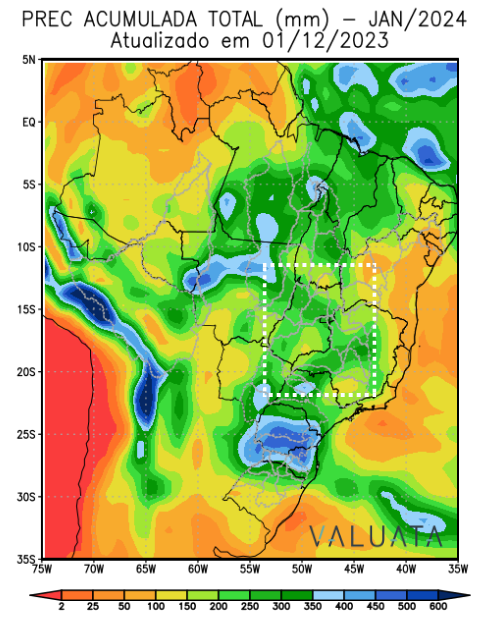 PREC ACUMULADA TOTAL (mm) – JAN/2024
Atualizado em 01/12/2023
5N
EQ
5S
10S
15S
20S
25S
30S
35S
VALUATA
75W 70W 65W 60W 55W 50W 45W 40W 35W
2 25 50 100 150 200 250 300 350 400 450 500 600